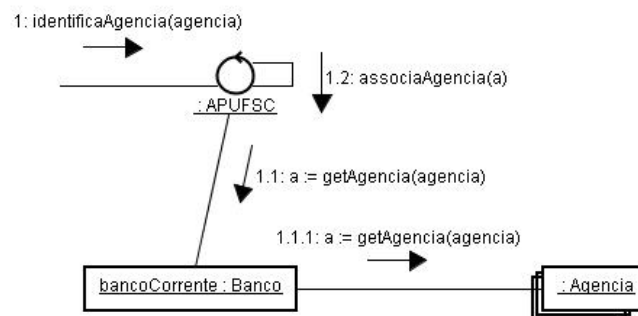 1: identificaAgencia(agencia)
1.2: associaAgencia(a)
: APUFSC
1.1: a := getAgencia(agencia)
1.1.1: a := getAgencia(agencia)
bancoCorrente : Banco
: Agencia